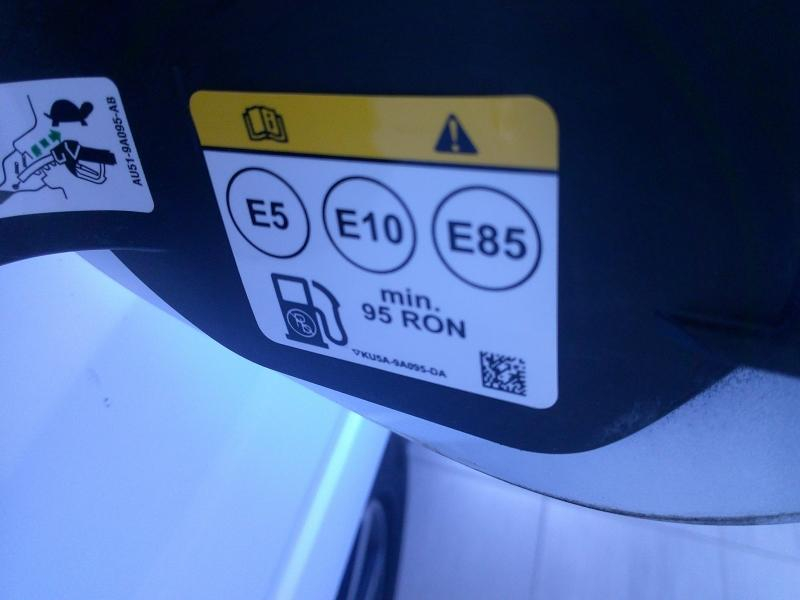 AU51-9A095-AB
E5 E10 E85
min.
95 RON
KU5A-9A095-DA